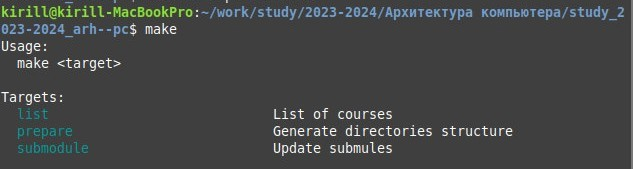 kirill@kirill-MacBookPro:~/work/study/2023-2024/Архитектура компьютера/study_2
023-2024_arh--pc$ make
Usage:
  make <target>

Targets:
  list                          List of courses
  prepare                       Generate directories structure
  submodule                     Update submules